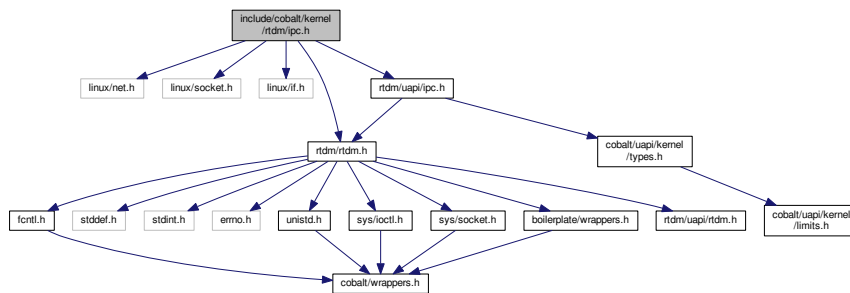 include/cobalt/kernel
/rtdm/ipc.h
linux/net.h
linux/socket.h
linux/if.h
rtdm/uapi/ipc.h
rtdm/rtdm.h
cobalt/uapi/kernel
/types.h
fcntl.h
stddef.h
stdint.h
errno.h
unistd.h
sys/ioctl.h
sys/socket.h
boilerplate/wrappers.h
rtdm/uapi/rtdm.h
cobalt/uapi/kernel
/limits.h
cobalt/wrappers.h